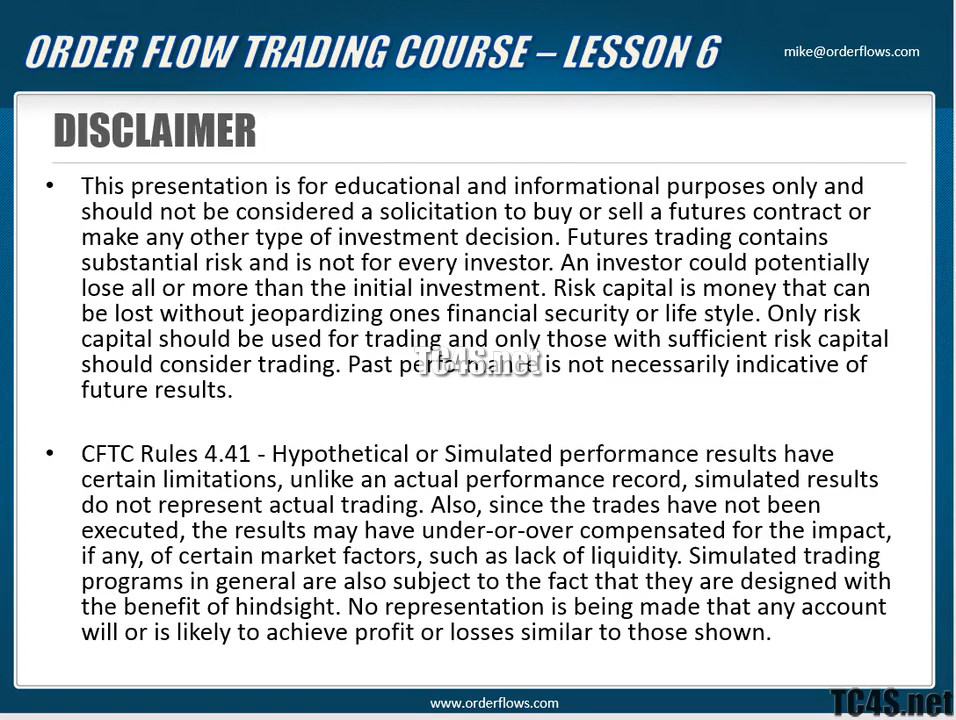 ORDER FLOW TRADING COURSE – LESSON 6
mike@orderflows.com
DISCLAIMER
• This presentation is for educational and informational purposes only and
should not be considered a solicitation to buy or sell a futures contract or
make any other type of investment decision. Futures trading contains
substantial risk and is not for every investor. An investor could potentially
lose all or more than the initial investment. Risk capital is money that can
be lost without jeopardizing ones financial security or life style. Only risk
capital should be used for trading and only those with sufficient risk capital
should consider trading. Past performance is not necessarily indicative of
future results.
TC4S.net
• CFTC Rules 4.41 - Hypothetical or Simulated performance results have
certain limitations, unlike an actual performance record, simulated results
do not represent actual trading. Also, since the trades have not been
executed, the results may have under-or-over compensated for the impact,
if any, of certain market factors, such as lack of liquidity. Simulated trading
programs in general are also subject to the fact that they are designed with
the benefit of hindsight. No representation is being made that any account
will or is likely to achieve profit or losses similar to those shown.
www.orderflows.com
TC4S.net